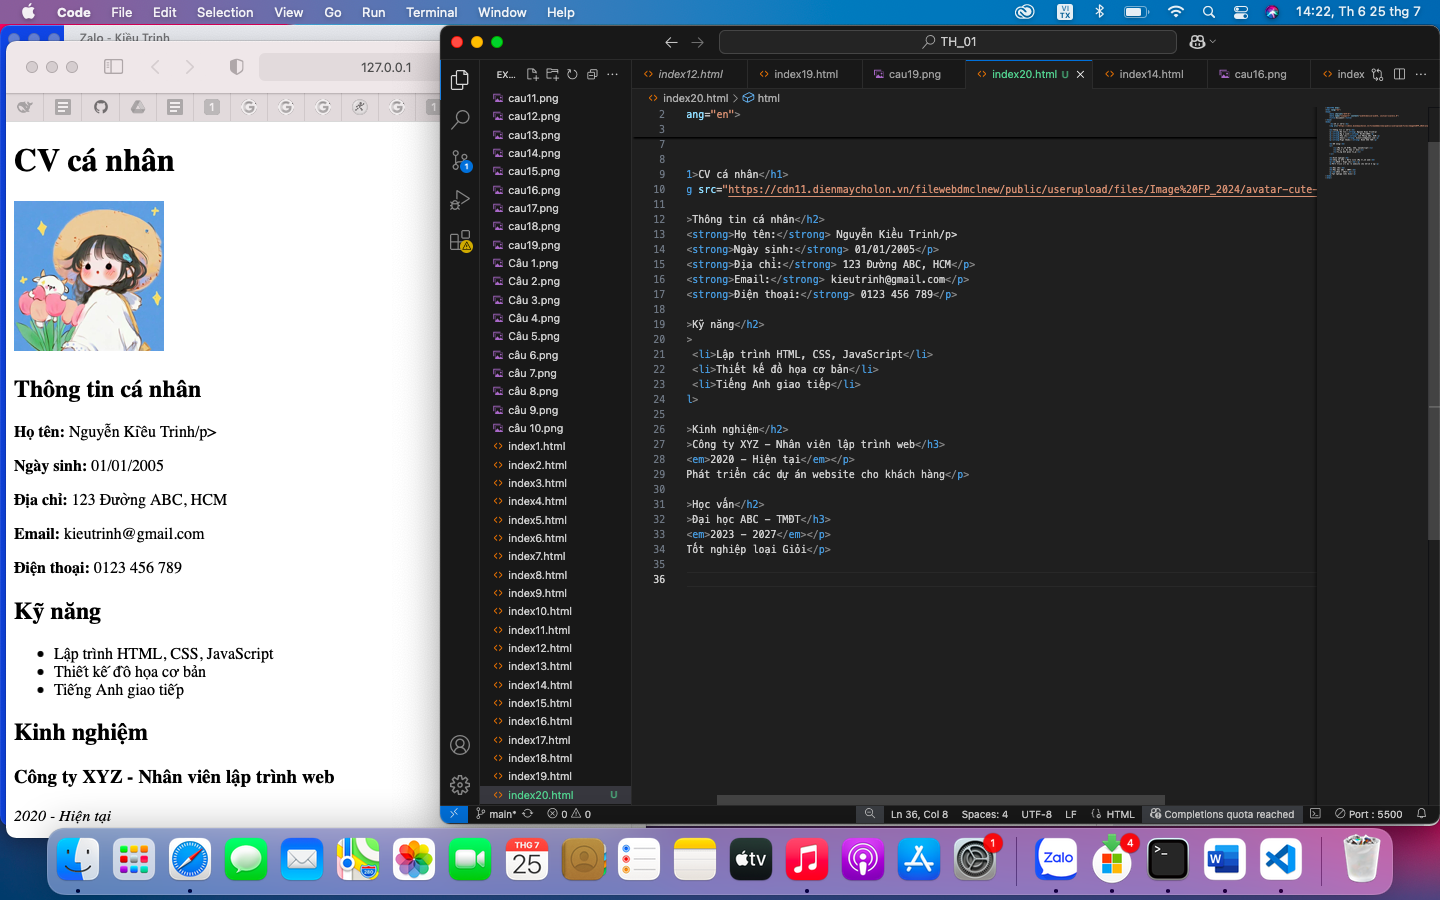 Code File Edit Selection View Go Run Terminal Window Help
VI
TX
14:22, Th 6 25 thg 7
Zalo - Kiều Trinh
127.0.0.1
CV cá nhân
Thông tin cá nhân
Họ tên: Nguyễn Kiều Trinh/p>
Ngày sinh: 01/01/2005
Địa chỉ: 123 Đường ABC, HCM
Email: kieutrinh@gmail.com
Điện thoại: 0123 456 789
Kỹ năng
Lập trình HTML, CSS, JavaScript
Thiết kế đồ họa cơ bản
Tiếng Anh giao tiếp
Kinh nghiệm
Công ty XYZ - Nhân viên lập trình web
2020 - Hiện tại
TH_01
EX...
cau11.png
cau12.png
cau13.png
cau14.png
cau15.png
cau16.png
cau17.png
cau18.png
cau19.png
Câu 1.png
Câu 2.png
Câu 3.png
Câu 4.png
Câu 5.png
câu 6.png
câu 7.png
câu 8.png
câu 9.png
câu 10.png
index1.html
index2.html
index3.html
index4.html
index5.html
index6.html
index7.html
index8.html
index9.html
index10.html
index11.html
index12.html
index13.html
index14.html
index15.html
index16.html
index17.html
index18.html
index19.html
index20.html U
index12.html index19.html cau19.png index20.html U index14.html cau16.png index
index20.html > html
2 ang="en">
3
7
8
9 1>CV cá nhân</h1>
10 g src="https://cdn11.dienmaycholon.vn/filewebdmclnew/public/userupload/files/Image%20FP_2024/avatar-cute-
11
12 >Thông tin cá nhân</h2>
13 <strong>Họ tên:</strong> Nguyễn Kiều Trinh/p>
14 <strong>Ngày sinh:</strong> 01/01/2005</p>
15 <strong>Địa chỉ:</strong> 123 Đường ABC, HCM</p>
16 <strong>Email:</strong> kieutrinh@gmail.com</p>
17 <strong>Điện thoại:</strong> 0123 456 789</p>
18
19 >Kỹ năng</h2>
20 >
21 <li>Lập trình HTML, CSS, JavaScript</li>
22 <li>Thiết kế đồ họa cơ bản</li>
23 <li>Tiếng Anh giao tiếp</li>
24 l>
25
26 >Kinh nghiệm</h2>
27 >Công ty XYZ - Nhân viên lập trình web</h3>
28 <em>2020 - Hiện tại</em></p>
29 Phát triển các dự án website cho khách hàng</p>
30
31 >Học vấn</h2>
32 >Đại học ABC - TMĐT</h3>
33 <em>2023 - 2027</em></p>
34 Tốt nghiệp loại Giỏi</p>
35
36
main* 0 0 Ln 36, Col 8 Spaces: 4 UTF-8 LF HTML Completions quota reached Port : 5500
THG 7
25
280
tv
1
Zalo
4
>_
W